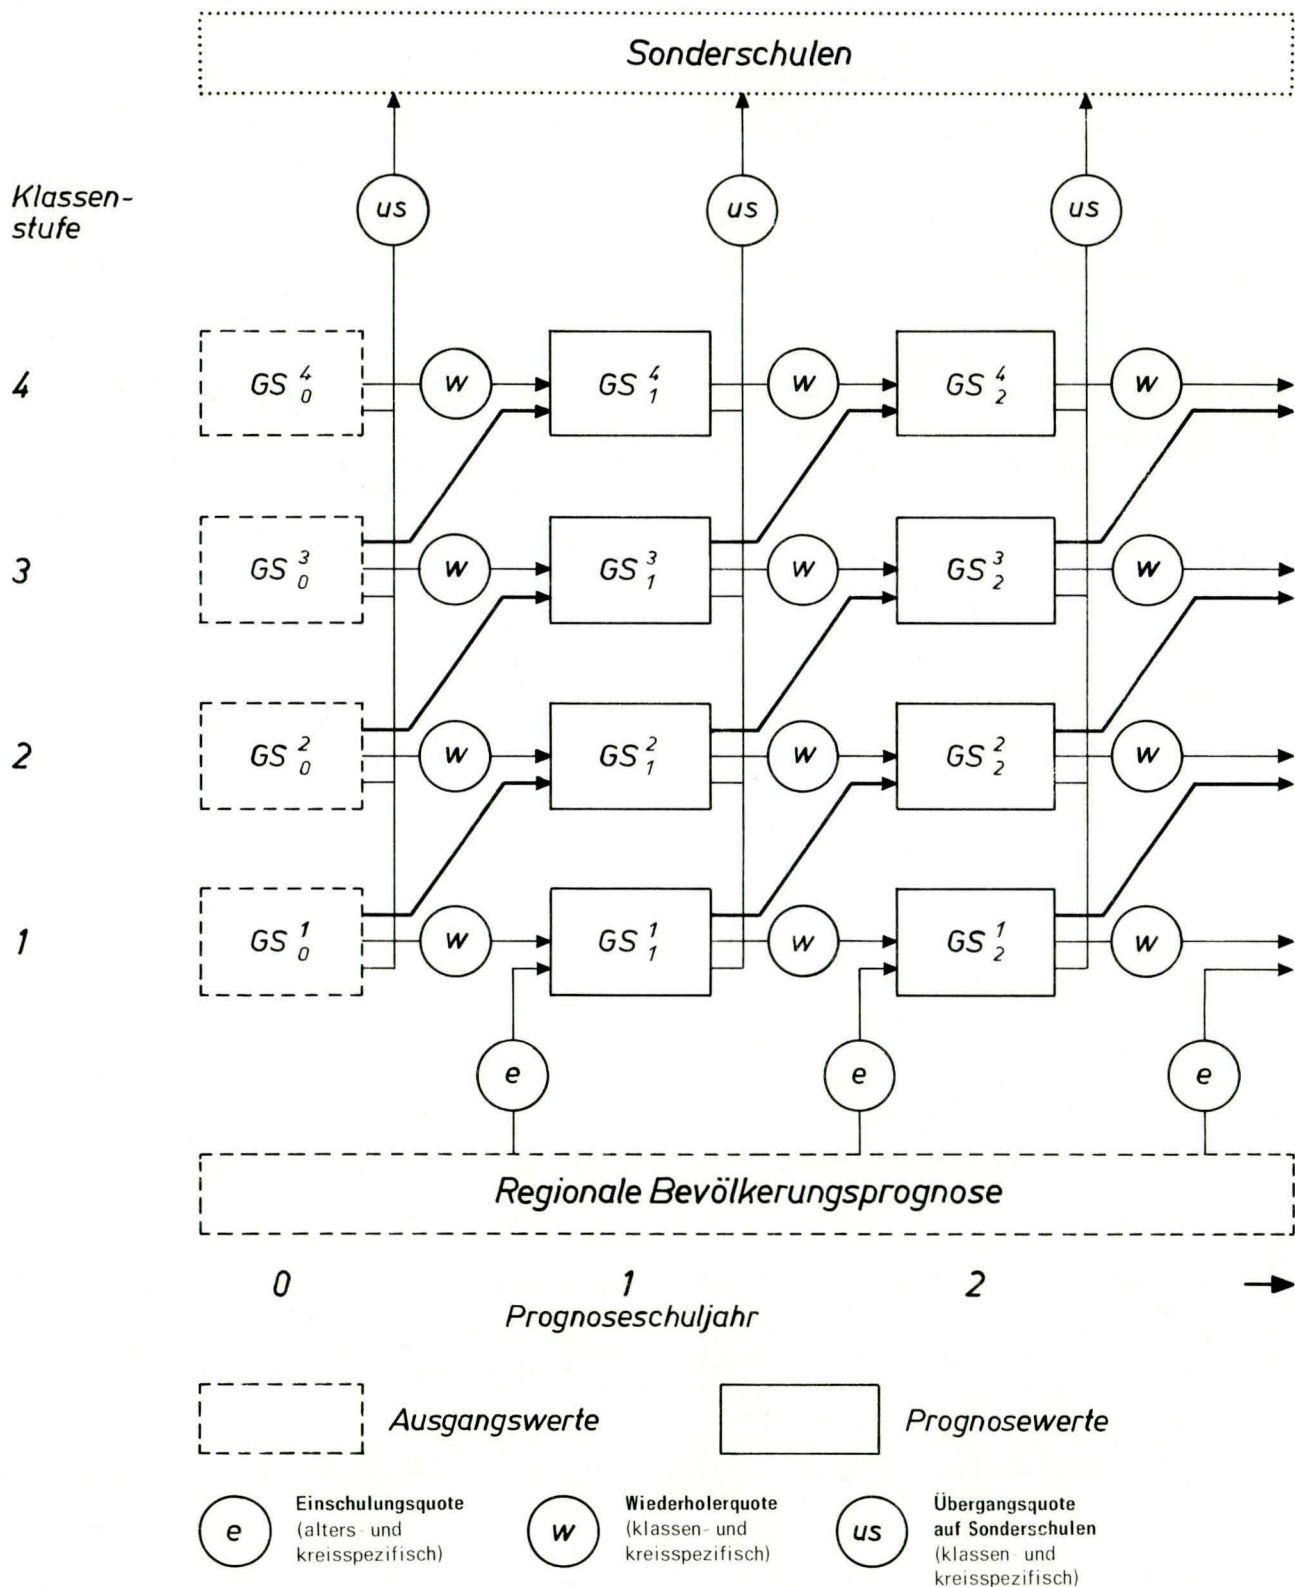 Sonderschulen
Klassen-
stufe
us us us
4 GS 4 0 w GS 4 1 w GS 4 2 w
3 GS 3 0 w GS 3 1 w GS 3 2 w
2 GS 2 0 w GS 2 1 w GS 2 2 w
1 GS 1 0 w GS 1 1 w GS 1 2 w
e e e
Regionale Bevölkerungsprognose
0 1 2
Prognoseschuljahr
Ausgangswerte Prognosewerte
e Einschulungsquote
(alters- und
kreisspezifisch)
w Wiederholerquote
(klassen- und
kreisspezifisch)
us Übergangsquote
auf Sonderschulen
(klassen- und
kreisspezifisch)